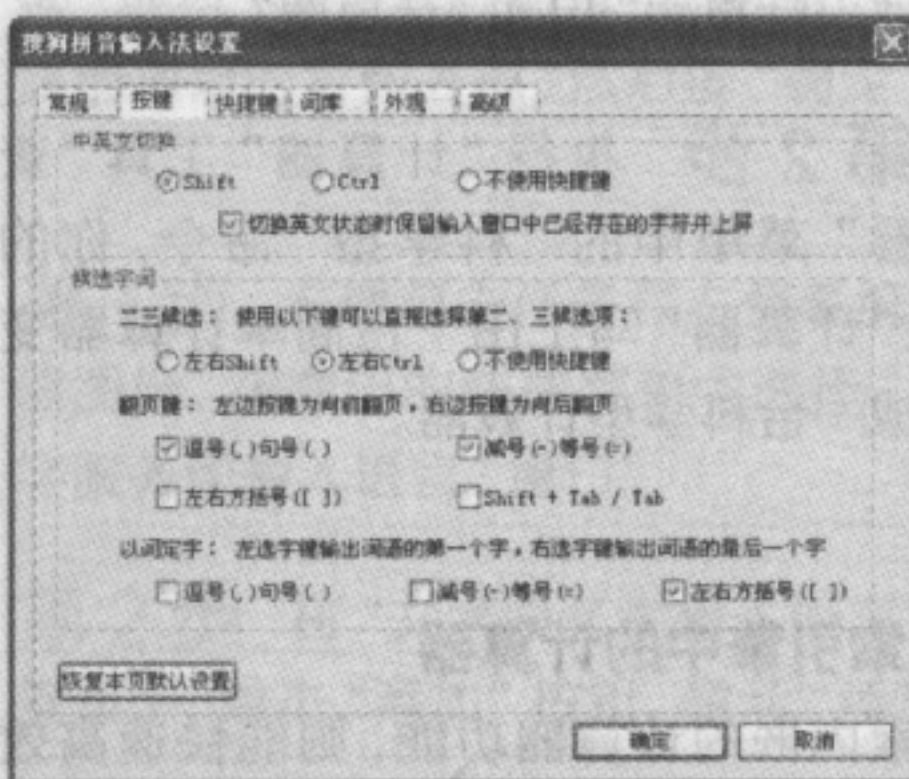 搜狗拼音输入法设置
常规 按键 快捷键 词库 外观 高级
中英文切换
Shift Ctrl 不使用快捷键
切换英文状态时保留输入窗口中已经存在的字符并上屏
候选字词
二三候选： 使用以下键可以直接选择第二、三候选项：
左右Shift 左右Ctrl 不使用快捷键
翻页键： 左边按键为向前翻页，右边按键为向后翻页
逗号(,)句号(.) 减号(-)等号(=)
左右方括号([ ]) Shift + Tab / Tab
以词定字： 左选字键输出词语的第一个字，右选字键输出词语的最后一个字
逗号(,)句号(.) 减号(-)等号(=) 左右方括号([ ])
恢复本页默认设置
确定 取消